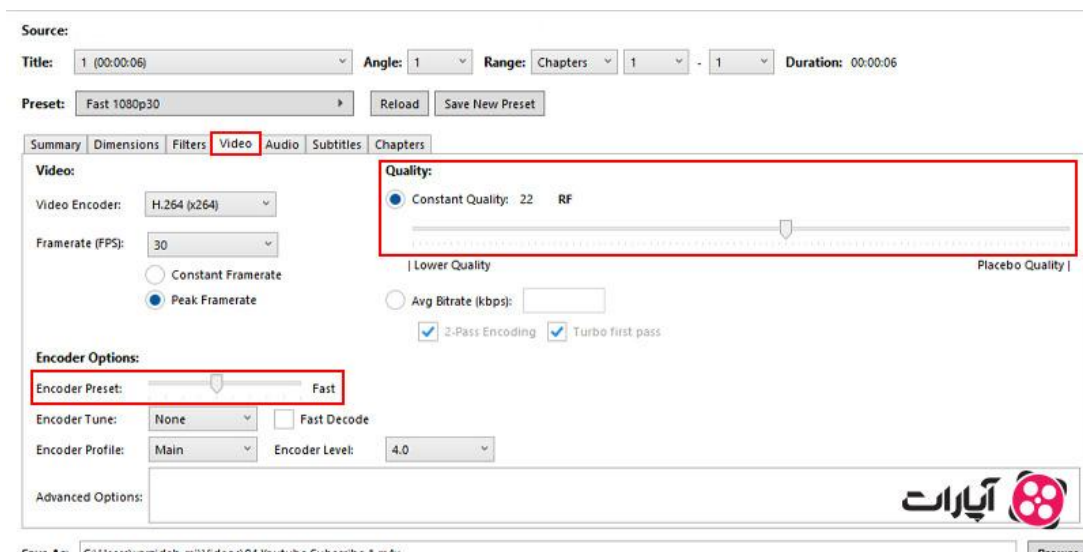 Source:
Title: 1 (00:00:06) Angle: 1 Range: Chapters 1 - 1 Duration: 00:00:06
Preset: Fast 1080p30 Reload Save New Preset
Summary Dimensions Filters Video Audio Subtitles Chapters
Video: Quality:
Video Encoder: H.264 (x264) Constant Quality: 22 RF
Framerate (FPS): 30
| Lower Quality Placebo Quality |
Constant Framerate
Peak Framerate Avg Bitrate (kbps):
2-Pass Encoding Turbo first pass
Encoder Options:
Encoder Preset: Fast
Encoder Tune: None Fast Decode
Encoder Profile: Main Encoder Level: 4.0
Advanced Options:
آپارات